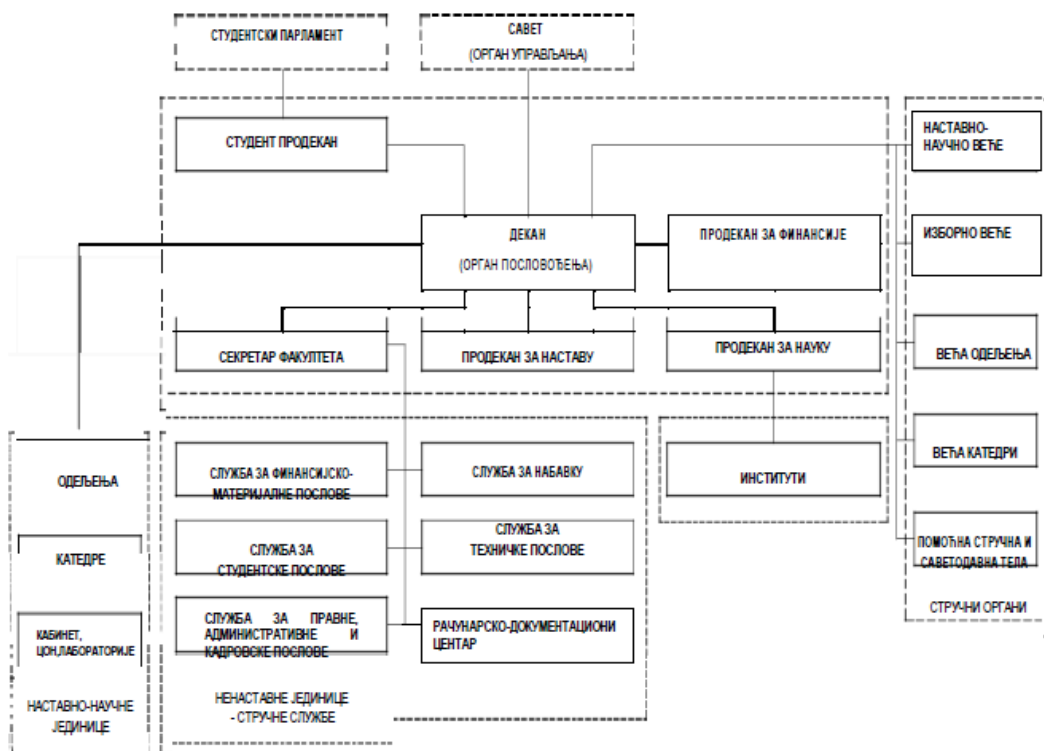 СТУДЕНТСКИ ПАРЛАМЕНТ
САВЕТ
(ОРГАН УПРАВЉАЊА)
СТУДЕНТ ПРОДЕКАН
НАСТАВНО-
НАУЧНО ВЕЋЕ
ДЕКАН
(ОРГАН ПОСЛОВОЂЕЊА)
ПРОДЕКАН ЗА ФИНАНСИЈЕ
ИЗБОРНО ВЕЋЕ
СЕКРЕТАР ФАКУЛТЕТА
ПРОДЕКАН ЗА НАСТАВУ
ПРОДЕКАН ЗА НАУКУ
ВЕЋА ОДЕЉЕЊА
ОДЕЉЕЊА
СЛУЖБА ЗА ФИНАНСИЈСКО-
МАТЕРИЈАЛНЕ ПОСЛОВЕ
СЛУЖБА ЗА НАБАВКУ
ИНСТИТУТИ
ВЕЋА КАТЕДРИ
КАТЕДРЕ
СЛУЖБА ЗА
СТУДЕНТСКЕ ПОСЛОВЕ
СЛУЖБА ЗА
ТЕХНИЧКЕ ПОСЛОВЕ
ПОМОЋНА СТРУЧНА И
САВЕТОДАВНА ТЕЛА
СТРУЧНИ ОРГАНИ
КАБИНЕТ,
ЦОН,ЛАБОРАТОРИЈЕ
СЛУЖБА ЗА ПРАВНЕ,
АДМИНИСТРАТИВНЕ И
КАДРОВСКЕ ПОСЛОВЕ
РАЧУНАРСКО-ДОКУМЕНТАЦИОНИ
ЦЕНТАР
НАСТАВНО-НАУЧНЕ
ЈЕДИНИЦЕ
НЕНАСТАВНЕ ЈЕДИНИЦЕ
- СТРУЧНЕ СЛУЖБЕ